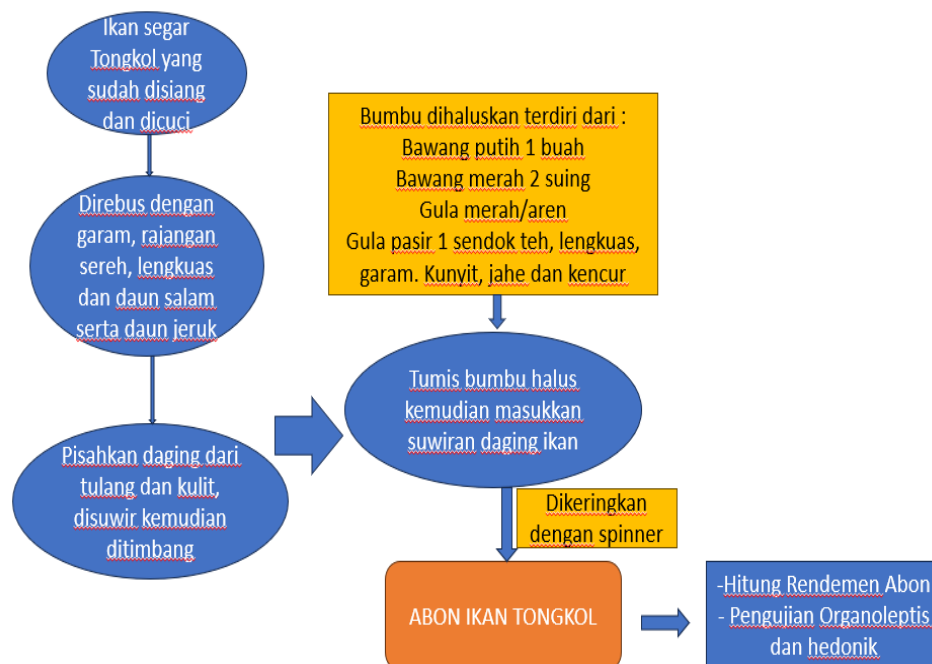 Ikan segar
Tongkol yang
sudah disiang
dan dicuci
Direbus dengan
garam, rajangan
sereh, lengkuas
dan daun salam
serta daun jeruk
Pisahkan daging dari
tulang dan kulit,
disuwir kemudian
ditimbang
Bumbu dihaluskan terdiri dari :
Bawang putih 1 buah
Bawang merah 2 suing
Gula merah/aren
Gula pasir 1 sendok teh, lengkuas,
garam. Kunyit, jahe dan kencur
Tumis bumbu halus
kemudian masukkan
suwiran daging ikan
Dikeringkan
dengan spinner
ABON IKAN TONGKOL
-Hitung Rendemen Abon
- Pengujian Organoleptis
dan hedonik